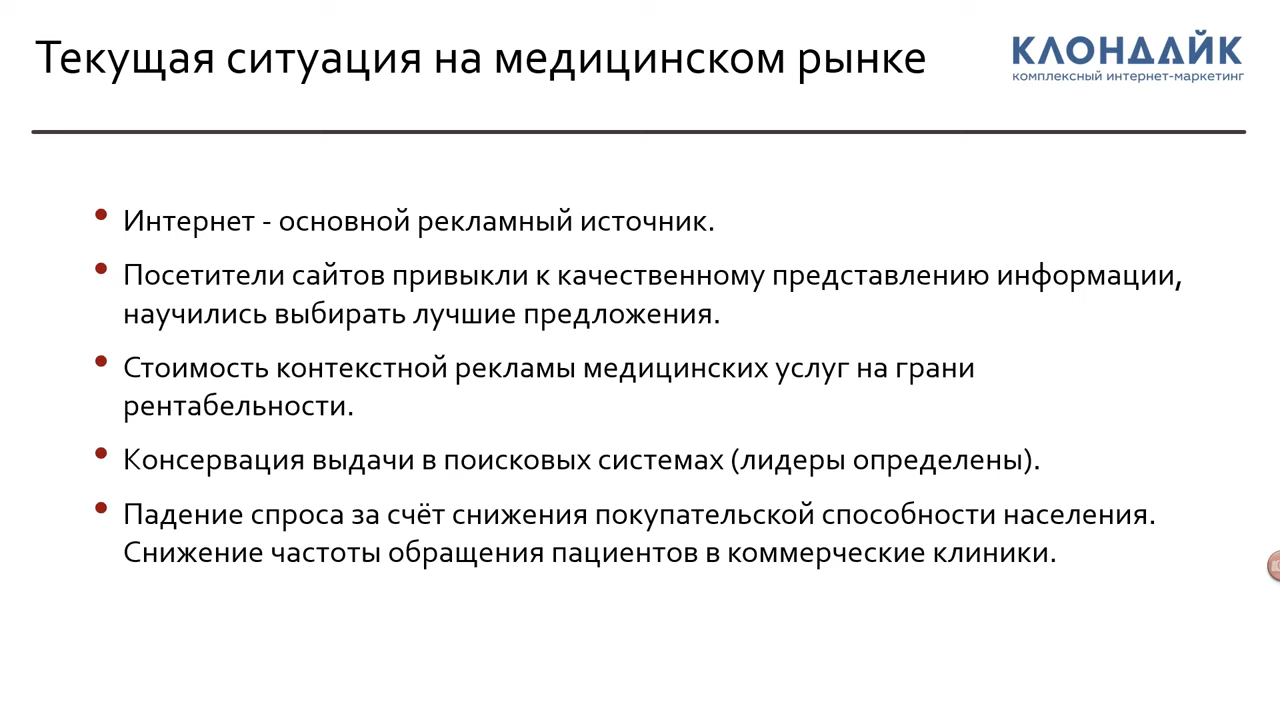 Текущая ситуация на медицинском рынке
КЛОНДАЙК
комплексный интернет-маркетинг
• Интернет - основной рекламный источник.
• Посетители сайтов привыкли к качественному представлению информации,
научились выбирать лучшие предложения.
• Стоимость контекстной рекламы медицинских услуг на грани
рентабельности.
• Консервация выдачи в поисковых системах (лидеры определены).
• Падение спроса за счёт снижения покупательской способности населения.
Снижение частоты обращения пациентов в коммерческие клиники.